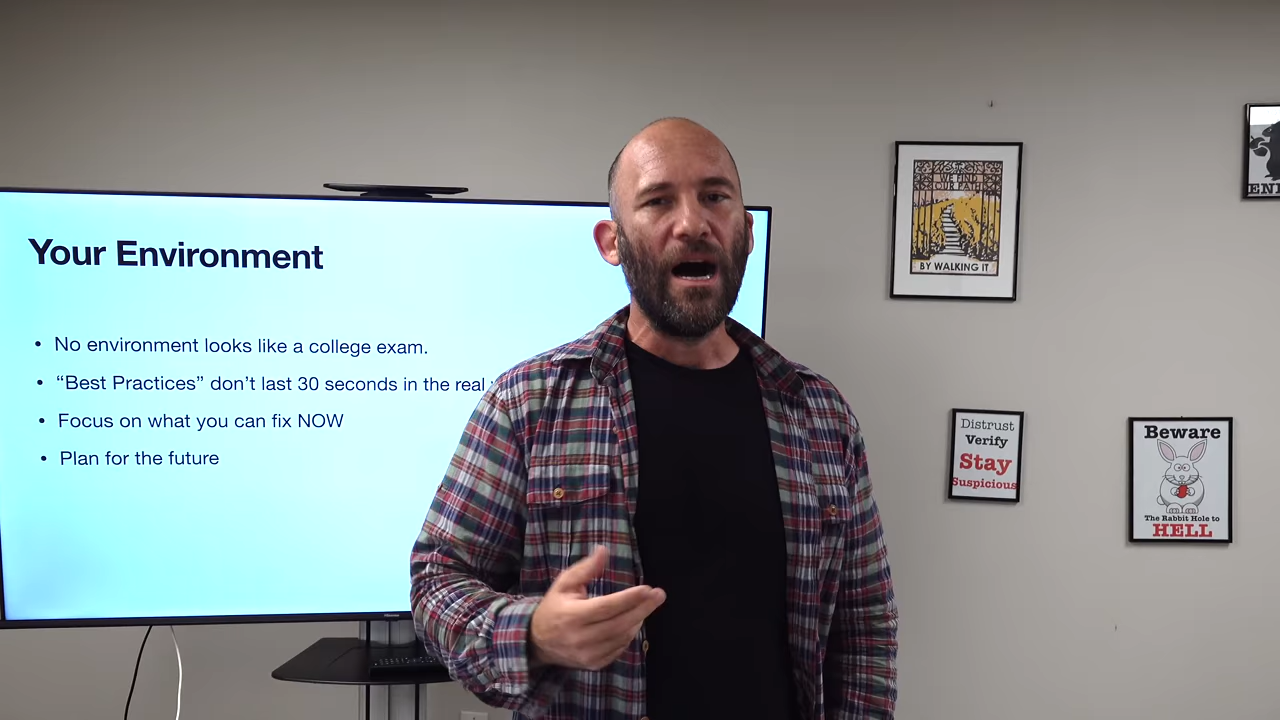 Your Environment
• No environment looks like a college exam.
• “Best Practices” don’t last 30 seconds in the real
• Focus on what you can fix NOW
• Plan for the future
WE FIND
OUR PATH
BY WALKING IT
Distrust
Verify
Stay
Suspicious
Beware
The Rabbit Hole to
HELL